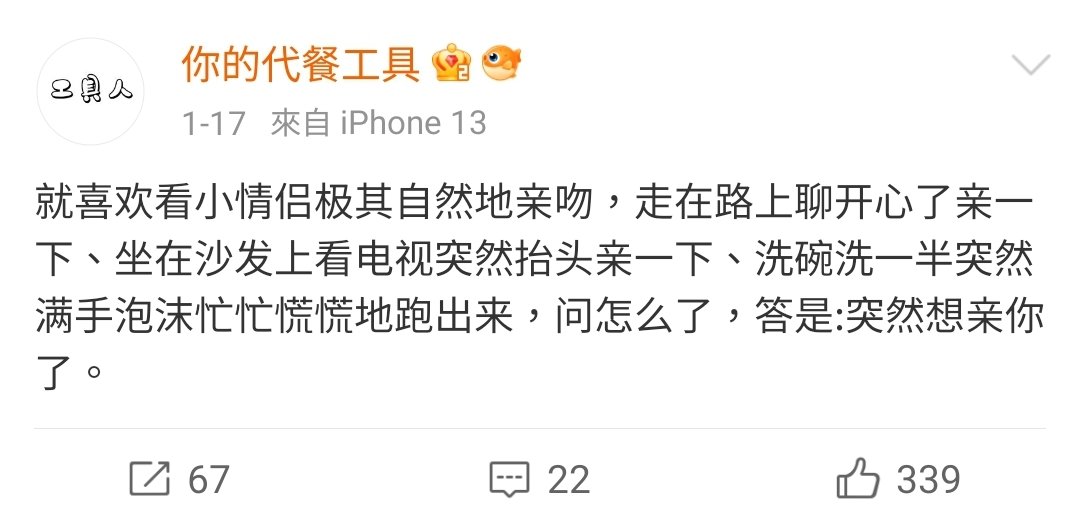 工具人
你的代餐工具
1-17 來自 iPhone 13
就喜欢看小情侣极其自然地亲吻，走在路上聊开心了亲一
下、坐在沙发上看电视突然抬头亲一下、洗碗洗一半突然
满手泡沫忙忙慌慌地跑出来，问怎么了，答是:突然想亲你
了。
67 22 339